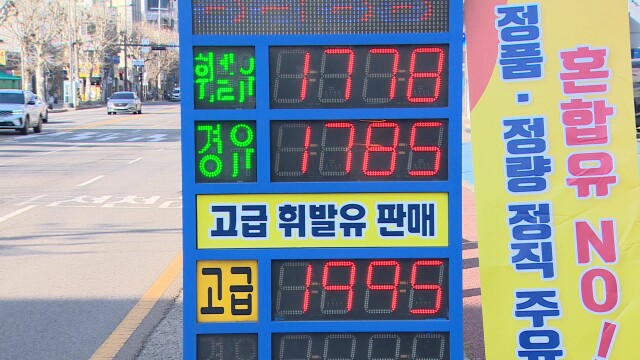 휘발유 1778
경유 1785
고급 휘발유 판매
고급 1995
정품·정량 정직 주유
혼합유 NO!